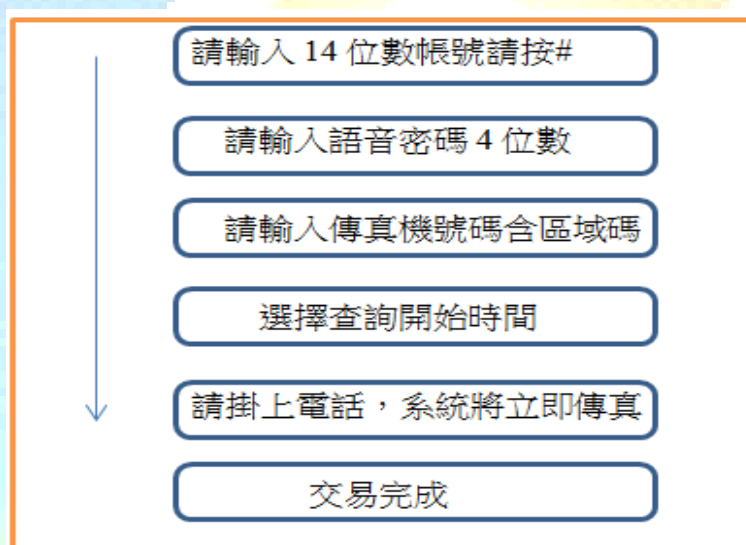 請輸入 14 位數帳號請按#
請輸入語音密碼 4 位數
請輸入傳真機號碼含區域碼
選擇查詢開始時間
請掛上電話，系統將立即傳真
交易完成